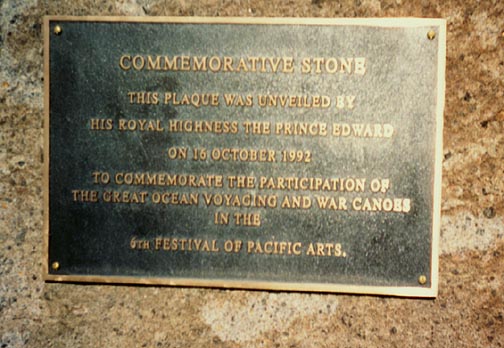 COMMEMORATIVE STONE
THIS PLAQUE WAS UNVEILED BY
HIS ROYAL HIGHNESS THE PRINCE EDWARD
ON 16 OCTOBER 1992
TO COMMEMORATE THE PARTICIPATION OF
THE GREAT OCEAN VOYAGING AND WAR CANOES
IN THE
6TH FESTIVAL OF PACIFIC ARTS.